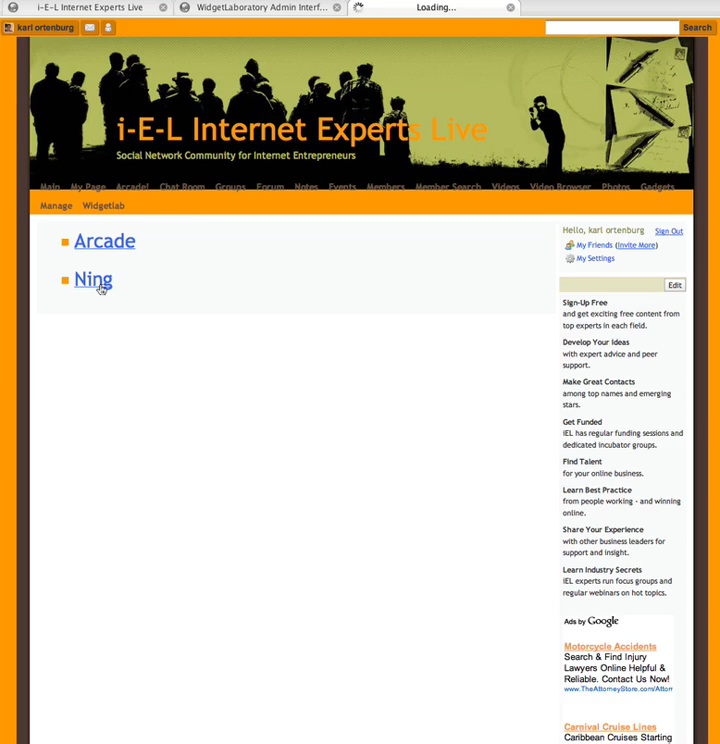 i-E-L Internet Experts Live
WidgetLaboratory Admin Interf...
Loading...
karl ortenburg
Search
i-E-L Internet Experts Live
Social Network Community for Internet Entrepreneurs
Main My Page Arcade! Chat Room Groups Forum Notes Events Members Member Search Videos Video Browser Photos Gadgets
Manage Widgetlab
Arcade
Ning
Hello, karl ortenburg Sign Out
My Friends (Invite More)
My Settings
Edit
Sign-Up Free
and get exciting free content from
top experts in each field.
Develop Your Ideas
with expert advice and peer
support.
Make Great Contacts
among top names and emerging
stars.
Get Funded
iEL has regular funding sessions and
dedicated incubator groups.
Find Talent
for your online business.
Learn Best Practice
from people working - and winning
online.
Share Your Experience
with other business leaders for
support and insight.
Learn Industry Secrets
iEL experts run focus groups and
regular webinars on hot topics.
Ads by Google
Motorcycle Accidents
Search & Find Injury
Lawyers Online Helpful &
Reliable. Contact Us Now!
www.TheAttorneyStore.com/Attorr
Carnival Cruise Lines
Caribbean Cruises Starting